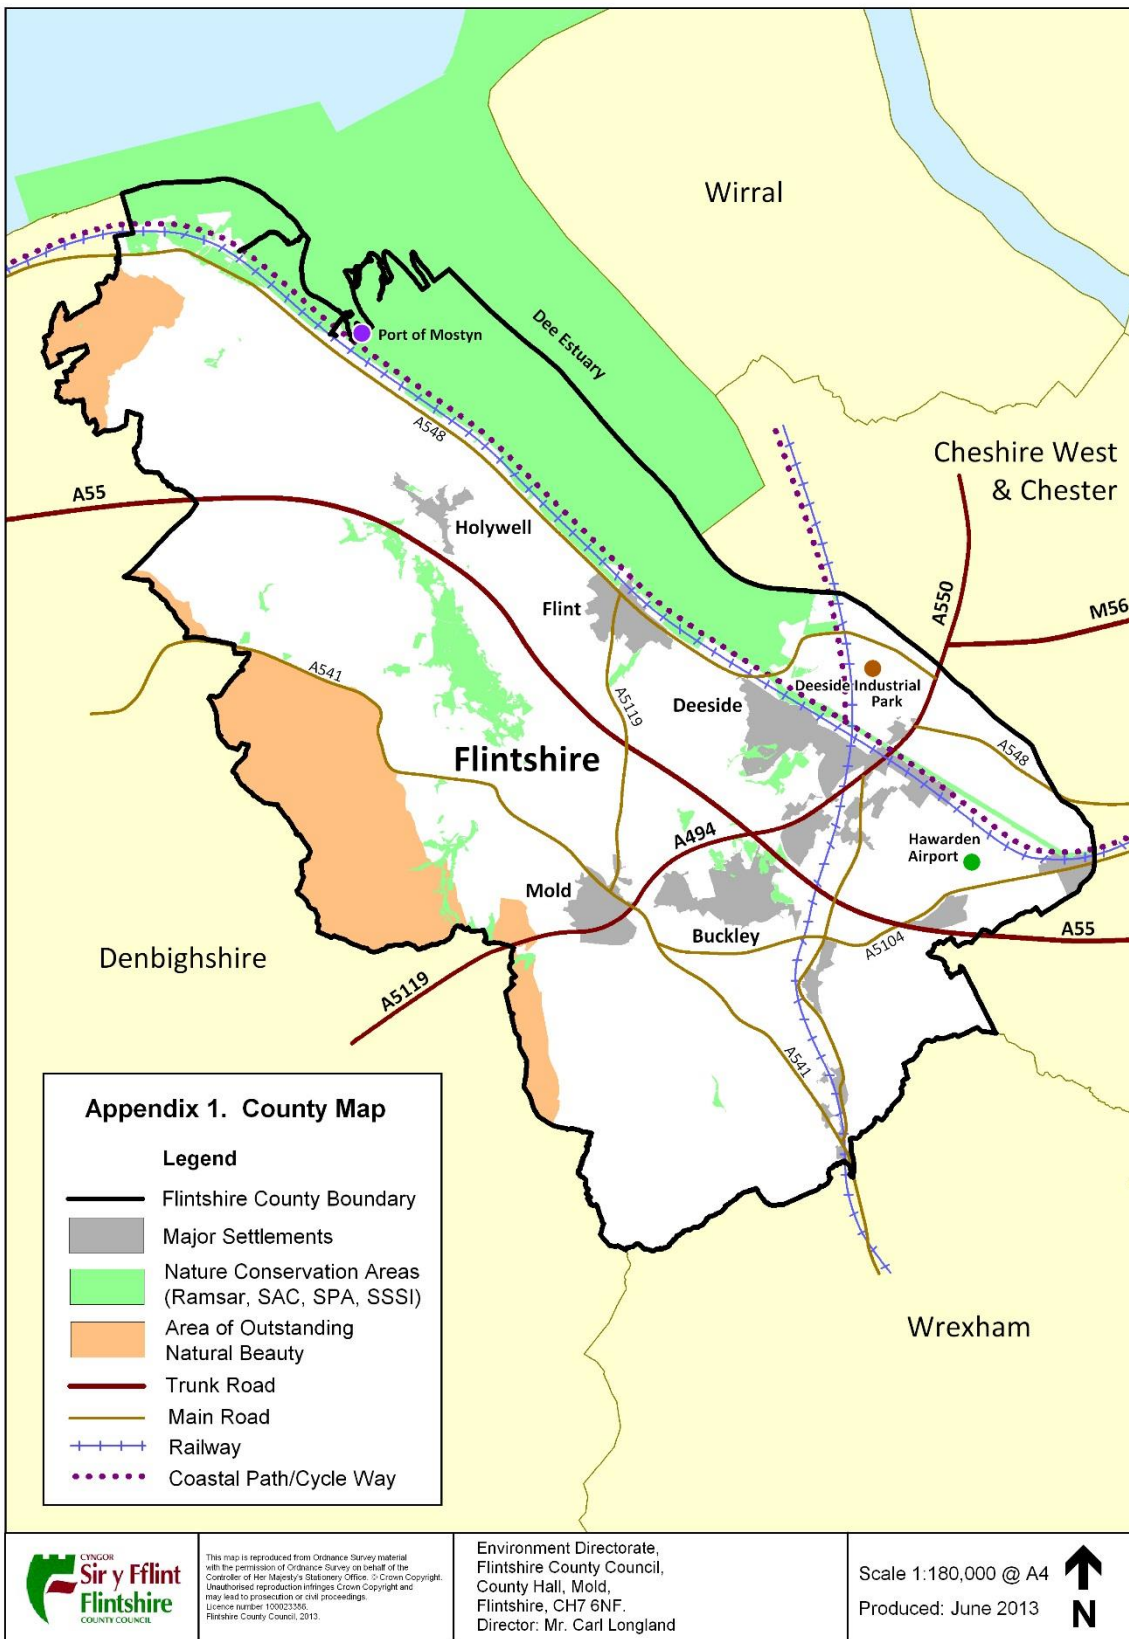 Wirral
Dee Estuary
Port of Mostyn
A548
Cheshire West
& Chester
A55
Holywell
A550
M56
Flint
Deeside Industrial
Park
A541
A5119
Deeside
Flintshire
A548
A494
Hawarden
Airport
Mold
Buckley
A5104
A55
Denbighshire
A5119
A541
Wrexham
Appendix 1. County Map
Legend
Flintshire County Boundary
Major Settlements
Nature Conservation Areas
(Ramsar, SAC, SPA, SSSI)
Area of Outstanding
Natural Beauty
Trunk Road
Main Road
Railway
Coastal Path/Cycle Way
CYNGOR
Sir y Fflint
Flintshire
COUNTY COUNCIL
This map is reproduced from Ordnance Survey material
with the permission of Ordnance Survey on behalf of the
Controller of Her Majesty's Stationery Office. © Crown Copyright.
Unauthorised reproduction infringes Crown Copyright and
may lead to prosecution or civil proceedings.
Licence number 100023386.
Flintshire County Council, 2013.
Environment Directorate,
Flintshire County Council,
County Hall, Mold,
Flintshire, CH7 6NF.
Director: Mr. Carl Longland
Scale 1:180,000 @ A4
Produced: June 2013
N